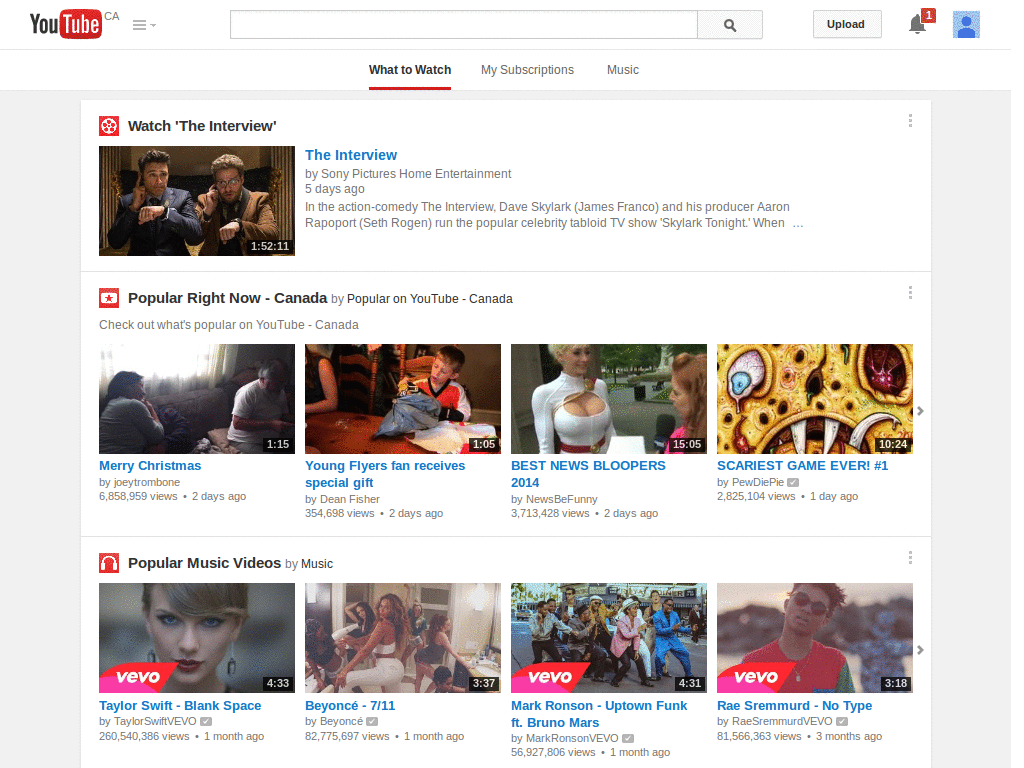 YouTube CA
Upload
1
What to Watch My Subscriptions Music
Watch 'The Interview'
1:52:11
The Interview
by Sony Pictures Home Entertainment
5 days ago
In the action-comedy The Interview, Dave Skylark (James Franco) and his producer Aaron
Rapoport (Seth Rogen) run the popular celebrity tabloid TV show 'Skylark Tonight.' When ...
Popular Right Now - Canada by Popular on YouTube - Canada
Check out what's popular on YouTube - Canada
1:15
Merry Christmas
by joeytrombone
6,858,959 views • 2 days ago
1:05
Young Flyers fan receives
special gift
by Dean Fisher
354,698 views • 2 days ago
15:05
BEST NEWS BLOOPERS
2014
by NewsBeFunny
3,713,428 views • 2 days ago
10:24
SCARIEST GAME EVER! #1
by PewDiePie
2,825,104 views • 1 day ago
Popular Music Videos by Music
vevo 4:33
Taylor Swift - Blank Space
by TaylorSwiftVEVO
260,540,386 views • 1 month ago
3:37
Beyoncé - 7/11
by Beyoncé
82,775,697 views • 1 month ago
vevo 4:31
Mark Ronson - Uptown Funk
ft. Bruno Mars
by MarkRonsonVEVO
56,927,806 views • 1 month ago
vevo 3:18
Rae Sremmurd - No Type
by RaeSremmurdVEVO
81,566,363 views • 3 months ago